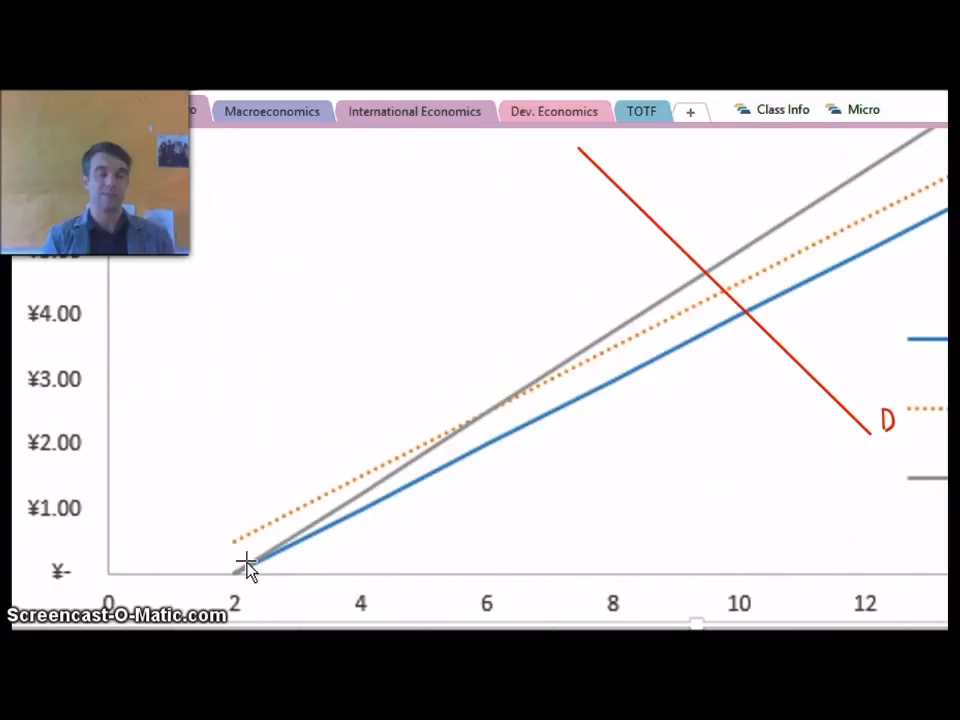 Macroeconomics International Economics Dev. Economics TOTF + Class Info Micro
¥4.00
¥3.00
D
¥2.00
¥1.00
¥-
0 2 4 6 8 10 12
Screencast-O-Matic.com